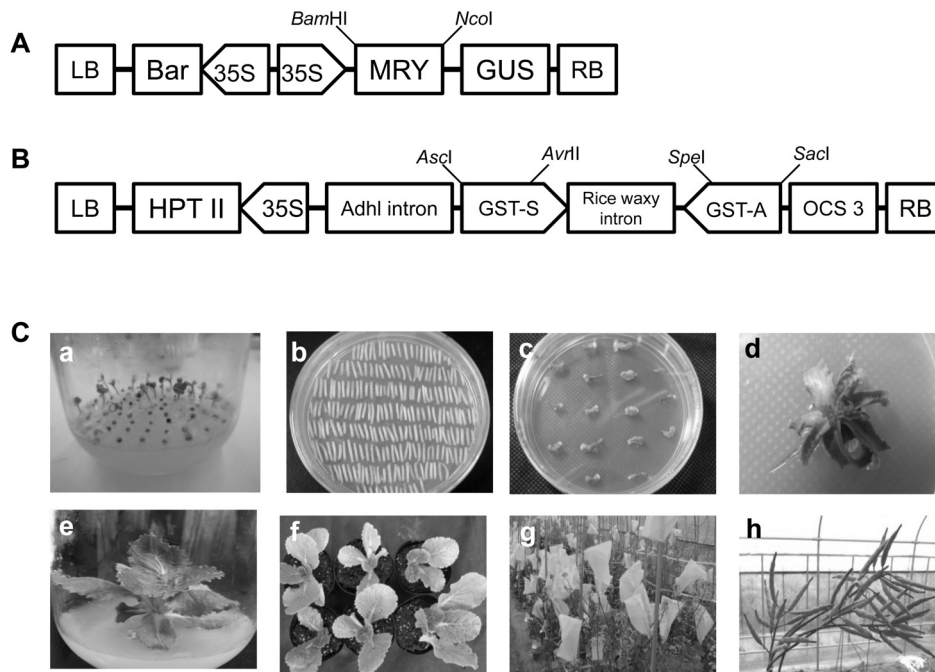 A
BamHI NcoI
LB Bar 35S 35S MRY GUS RB
B
AscI AvrII SpeI SacI
LB HPT II 35S AdhI intron GST-S Rice waxy intron GST-A OCS 3 RB
C
a b c d
e f g h